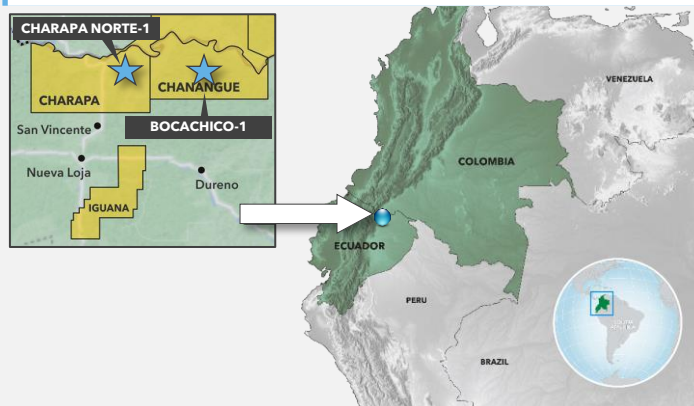 CHARAPA NORTE-1
CHANANGUE
CHARAPA
BOCACHICO-1
San Vincente
Nueva Loja
Dureno
IGUANA
VENEZUELA
COLOMBIA
ECUADOR
PERU
BRAZIL